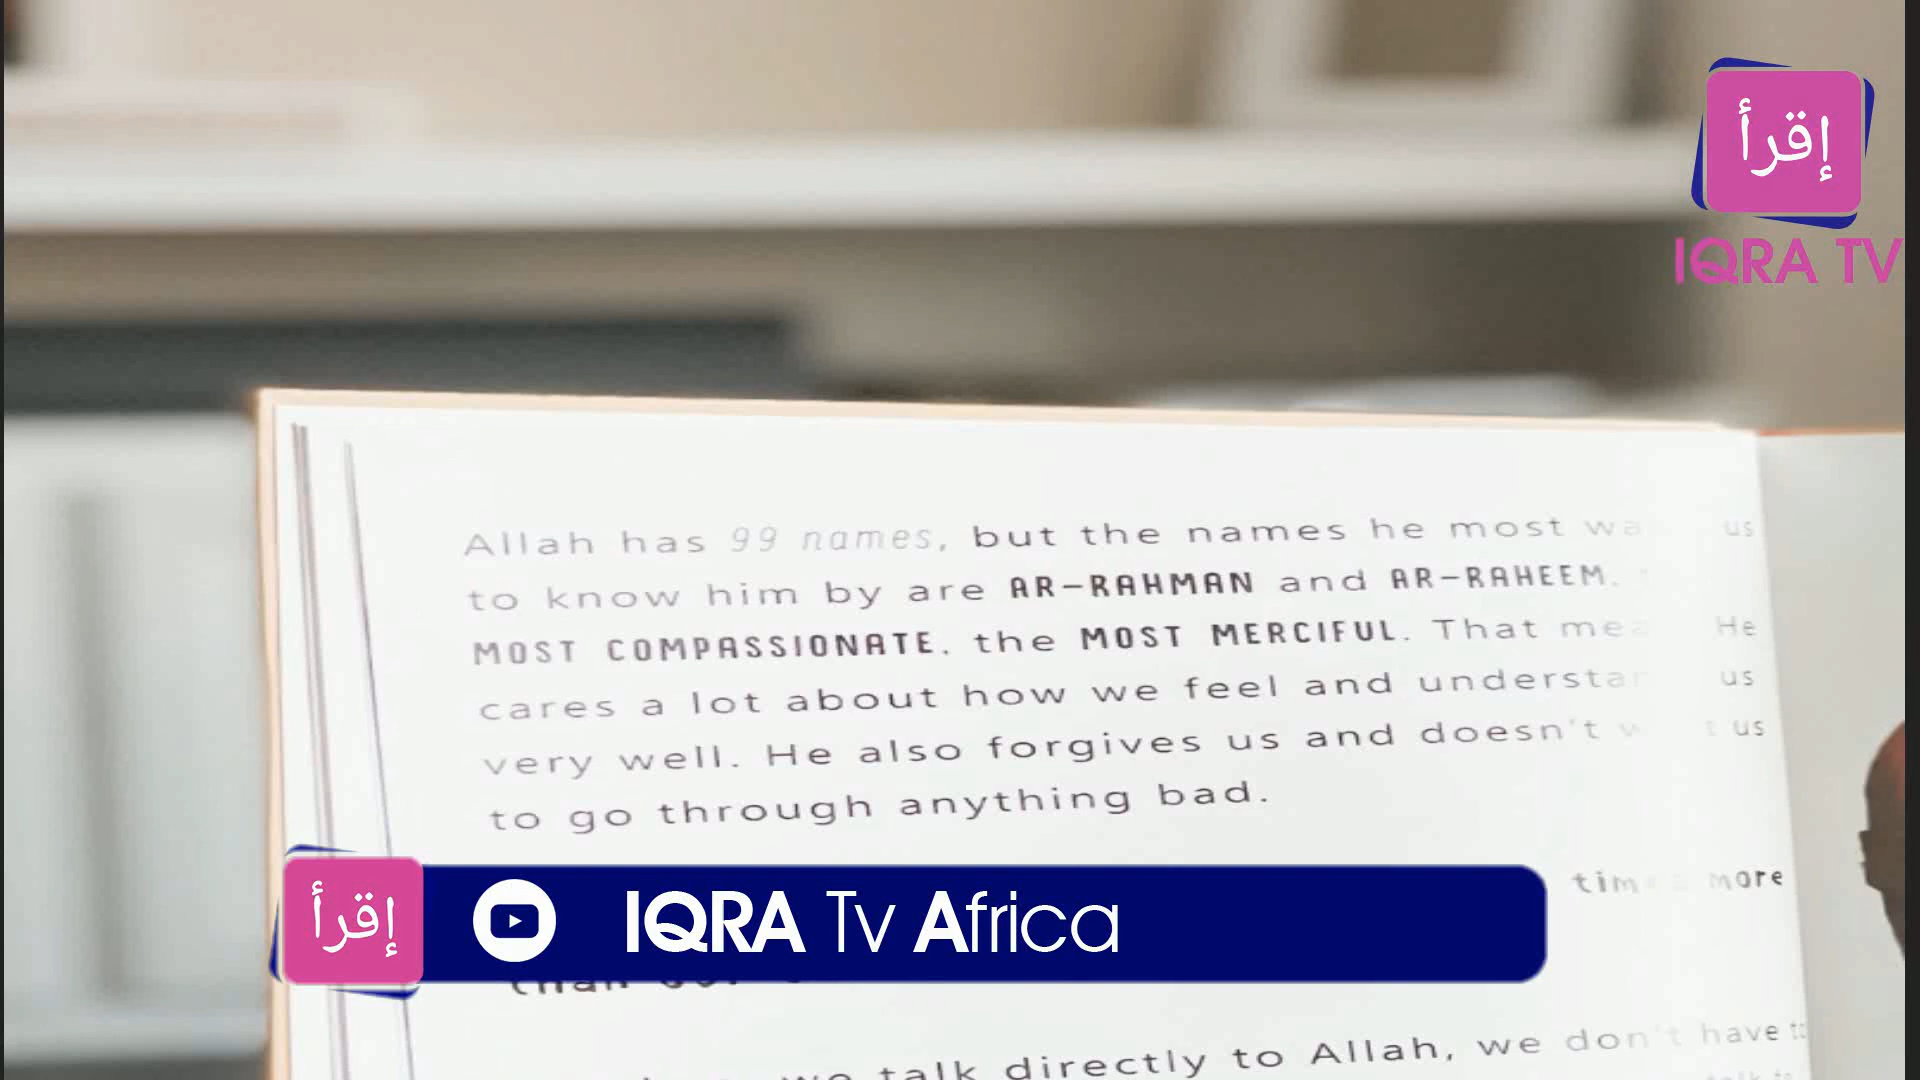 إقرأ
IQRA TV
Allah has 99 names, but the names he most us
to know him by are AR-RAHMAN and AR-RAHEEM.
MOST COMPASSIONATE, the MOST MERCIFUL. That He
cares a lot about how we feel and us
very well. He also forgives us and doesn't us
to go through anything bad.
more
إقرأ
IQRA Tv Africa
than
talk directly to Allah, we don't have